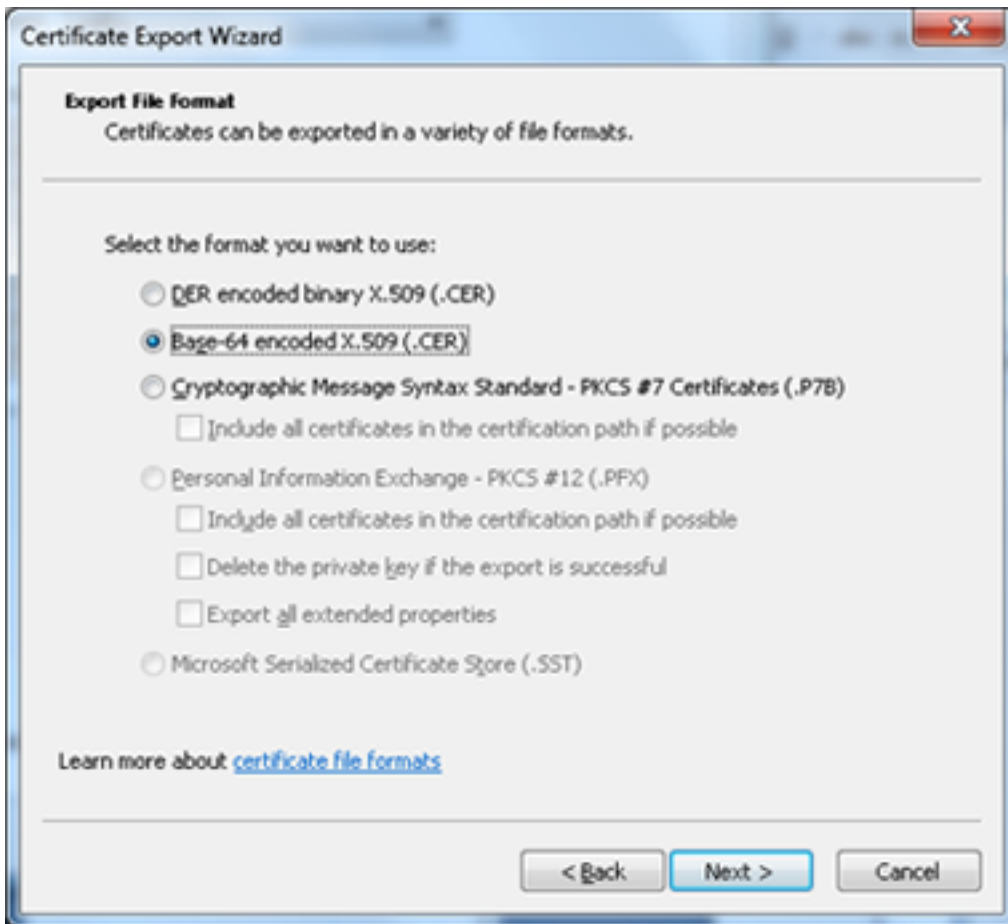 Certificate Export Wizard
Export File Format
Certificates can be exported in a variety of file formats.
Select the format you want to use:
DER encoded binary X.509 (.CER)
Base-64 encoded X.509 (.CER)
Cryptographic Message Syntax Standard - PKCS #7 Certificates (.P7B)
Include all certificates in the certification path if possible
Personal Information Exchange - PKCS #12 (.PFX)
Include all certificates in the certification path if possible
Delete the private key if the export is successful
Export all extended properties
Microsoft Serialized Certificate Store (.SST)
Learn more about certificate file formats
< Back Next > Cancel